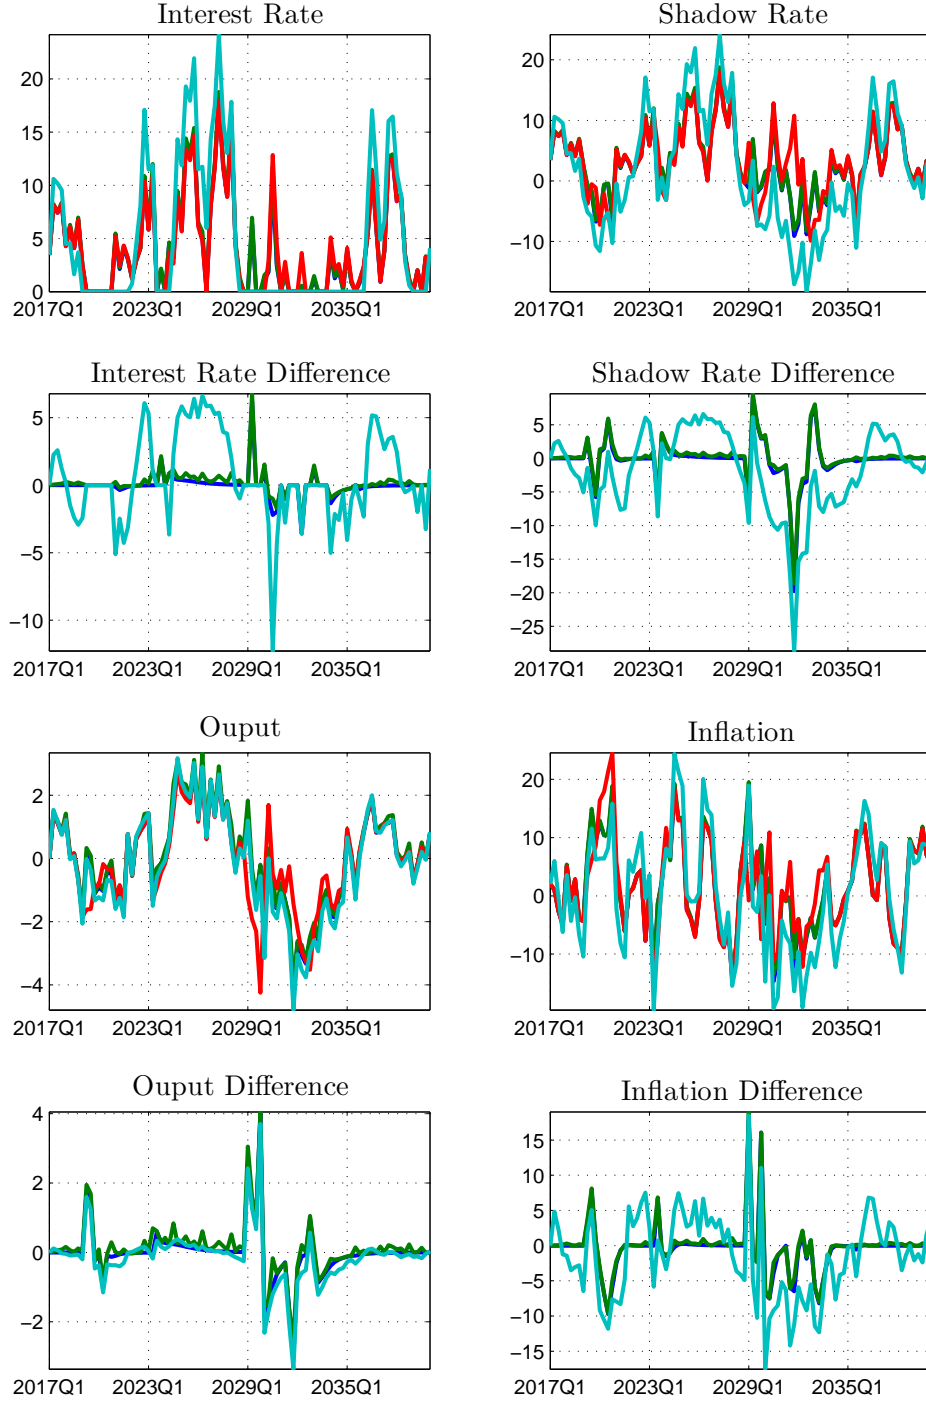 Interest Rate
20
15
10
5
0
2017Q1 2023Q1 2029Q1 2035Q1
Shadow Rate
20
10
0
−10
2017Q1 2023Q1 2029Q1 2035Q1
Interest Rate Difference
5
0
−5
−10
2017Q1 2023Q1 2029Q1 2035Q1
Shadow Rate Difference
5
0
−5
−10
−15
−20
−25
2017Q1 2023Q1 2029Q1 2035Q1
Ouput
2
0
−2
−4
2017Q1 2023Q1 2029Q1 2035Q1
Inflation
20
10
0
−10
2017Q1 2023Q1 2029Q1 2035Q1
Ouput Difference
4
2
0
−2
2017Q1 2023Q1 2029Q1 2035Q1
Inflation Difference
15
10
5
0
−5
−10
−15
2017Q1 2023Q1 2029Q1 2035Q1